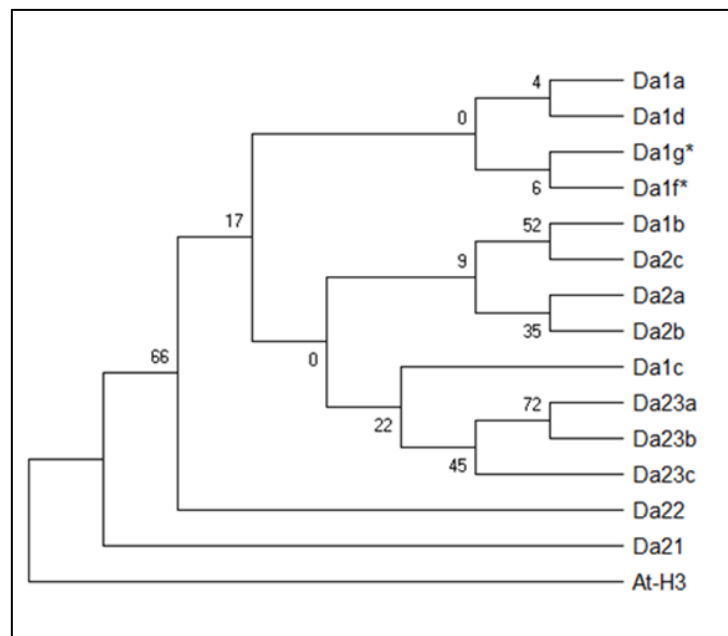 4
Da1a
Da1d
0
Da1g*
6
Da1f*
17
52
Da1b
9
Da2c
Da2a
35
Da2b
66
0
Da1c
72
Da23a
22
Da23b
45
Da23c
Da22
Da21
At-H3